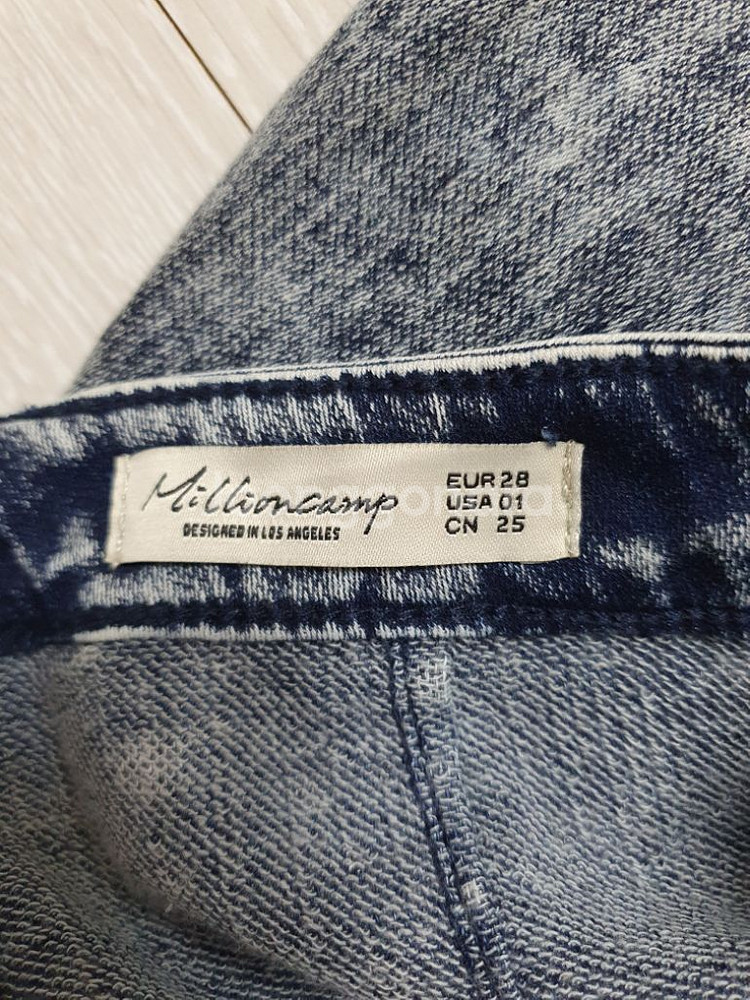 Millioncamp
DESIGNED IN LOS ANGELES
EUR 28
USA 01
CN 25